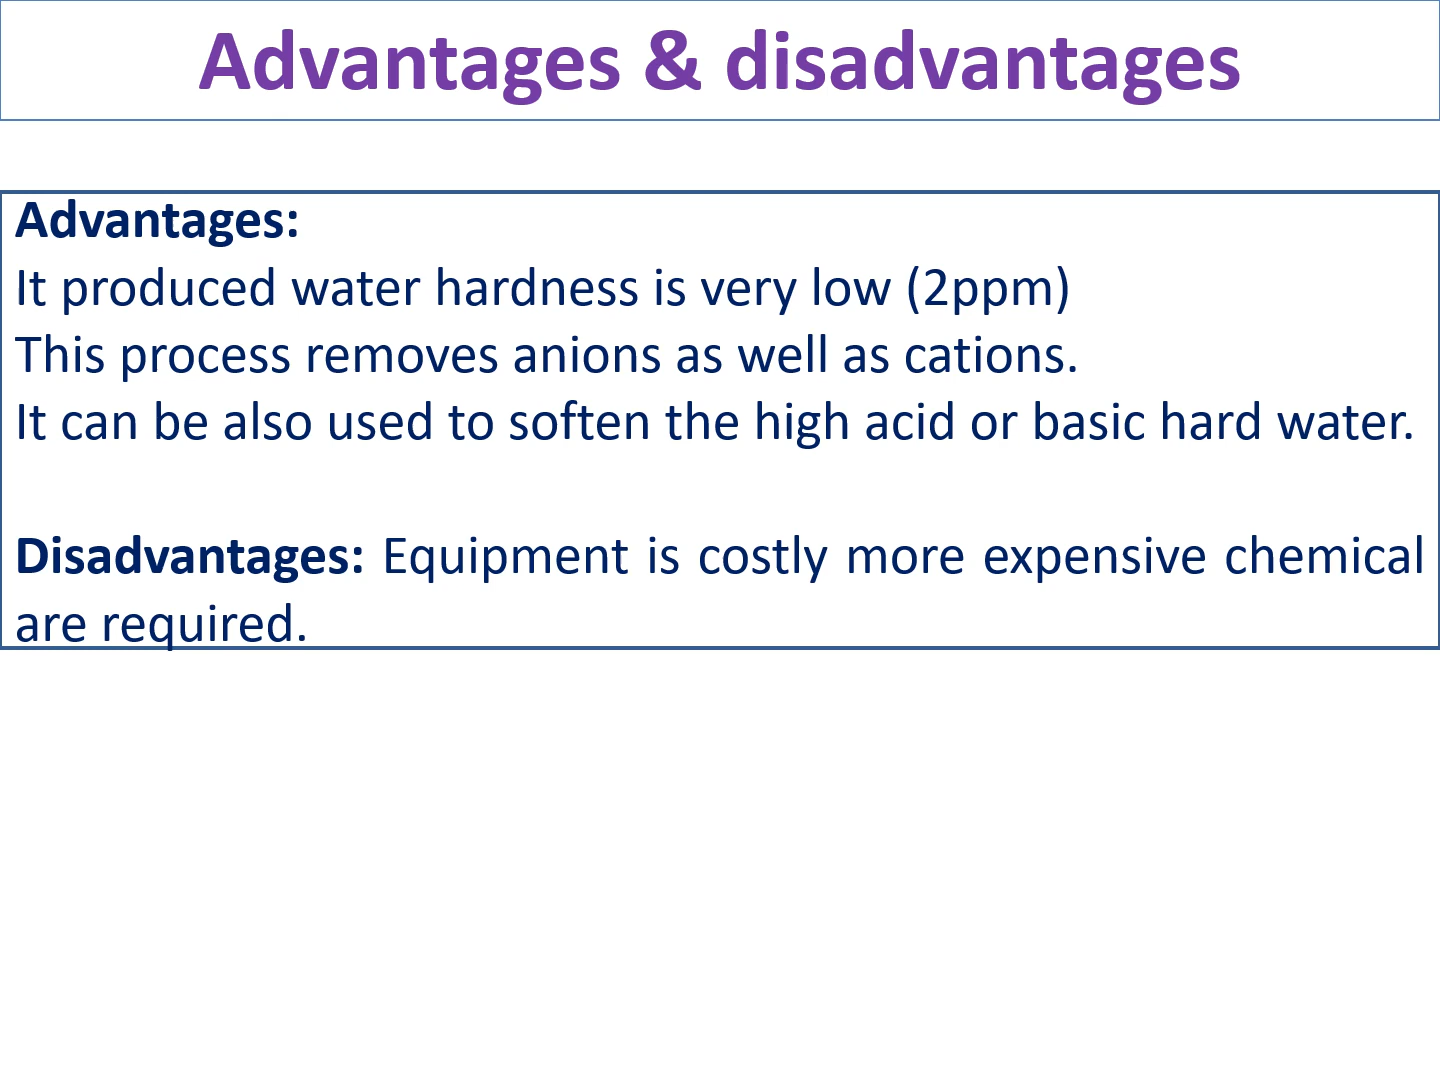 Advantages & disadvantages
Advantages:
It produced water hardness is very low (2ppm)
This process removes anions as well as cations.
It can be also used to soften the high acid or basic hard water.
Disadvantages: Equipment is costly more expensive chemical
are required.